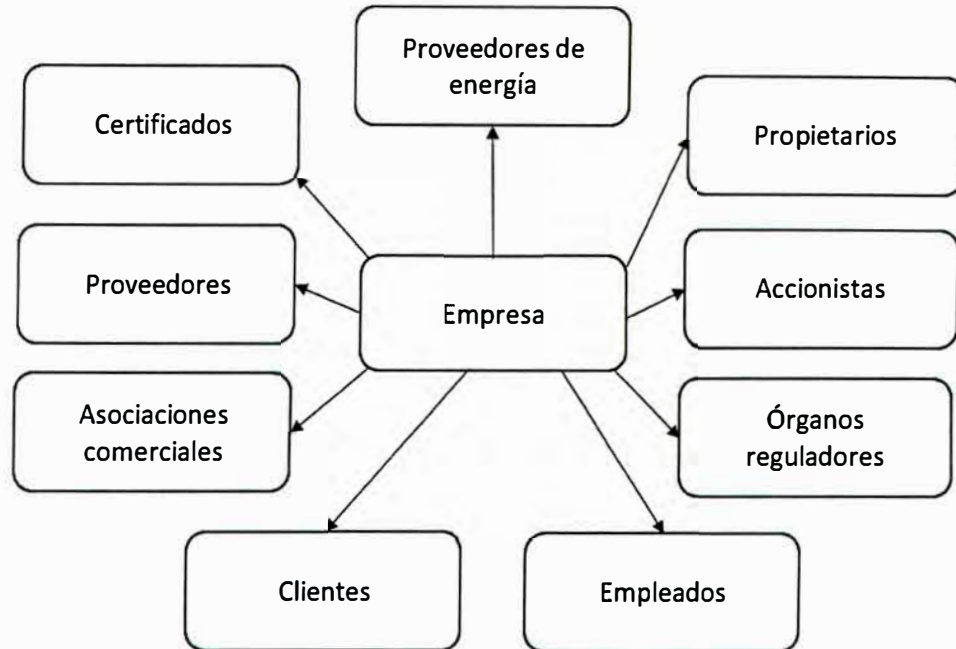 Proveedores de
energía
Certificados
Propietarios
Proveedores
Empresa
Accionistas
Asociaciones
comerciales
Órganos
reguladores
Clientes
Empleados